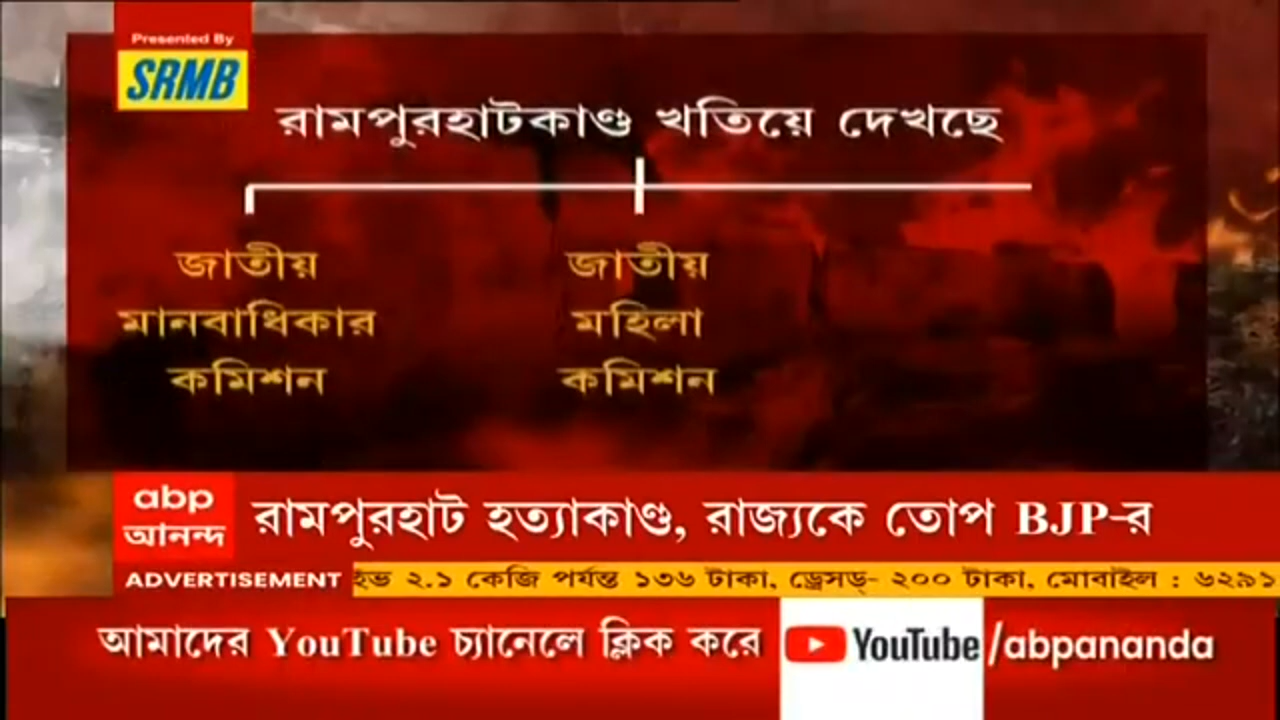 Presented By
SRMB
রামপুরহাটকাণ্ড খতিয়ে দেখছে
জাতীয়
মানবাধিকার
কমিশন
জাতীয়
মহিলা
কমিশন
abp
আনন্দ
রামপুরহাট হত্যাকাণ্ড, রাজ্যকে তোপ BJP-র
ADVERTISEMENT
ইভ ২.১ কেজি পর্যন্ত ১৩৬ টাকা, ড্রেসড্- ২০০ টাকা, মোবাইল : ৬২৯১
আমাদের YouTube চ্যানেলে ক্লিক করে
YouTube/abpananda